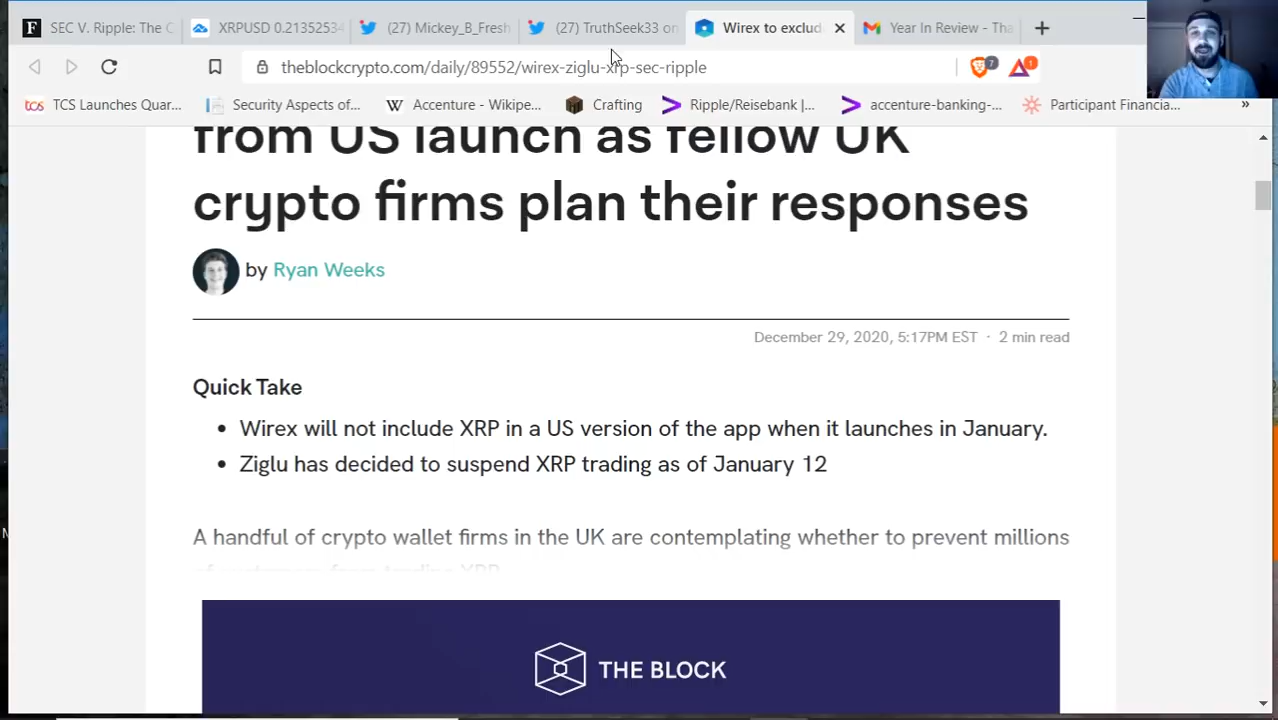 SEC V. Ripple: The C
XRPUSD 0.2135253
(27) Mickey_B_Fresh
(27) TruthSeek33 on
Wirex to exclud
Year In Review - Tha
theblockcrypto.com/daily/89552/wirex-ziglu-xrp-sec-ripple
7
1
tcs TCS Launches Quar...
Security Aspects of...
W Accenture - Wikipe...
Crafting
Ripple/Reisebank |...
accenture-banking-...
Participant Financia...
from US launch as fellow UK
crypto firms plan their responses
by Ryan Weeks
December 29, 2020, 5:17PM EST · 2 min read
Quick Take
• Wirex will not include XRP in a US version of the app when it launches in January.
• Ziglu has decided to suspend XRP trading as of January 12
A handful of crypto wallet firms in the UK are contemplating whether to prevent millions
THE BLOCK